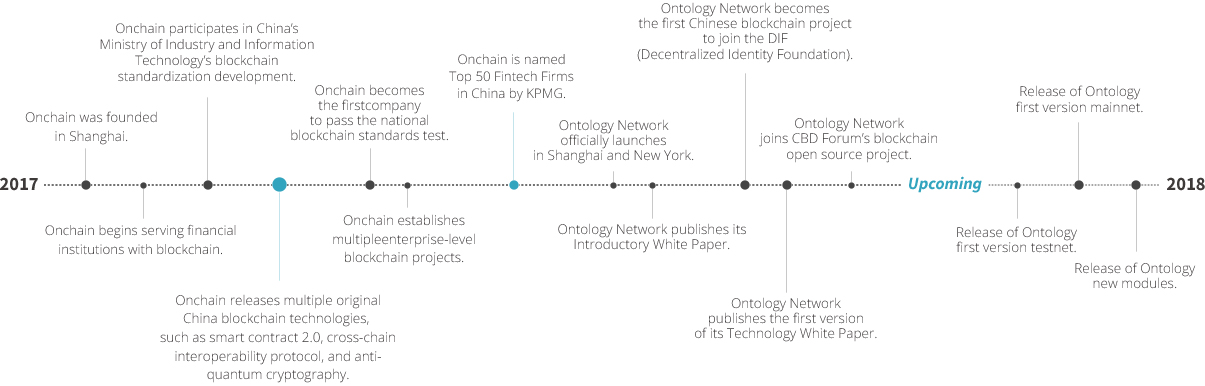 Onchain participates in China's
Ministry of Industry and Information
Technology's blockchain
standardization development.
Ontology Network becomes
the first Chinese blockchain project
to join the DIF
(Decentralized Identity Foundation).
Onchain is named
Top 50 Fintech Firms
in China by KPMG.
Onchain becomes
the firstcompany
to pass the national
blockchain standards test.
Release of Ontology
first version mainnet.
Onchain was founded
in Shanghai.
Ontology Network
officially launches
in Shanghai and New York.
Ontology Network
joins CBD Forum's blockchain
open source project.
2017
Upcoming
2018
Onchain begins serving financial
institutions with blockchain.
Onchain establishes
multipleenterprise-level
blockchain projects.
Ontology Network publishes its
Introductory White Paper.
Release of Ontology
first version testnet.
Release of Ontology
new modules.
Onchain releases multiple original
China blockchain technologies,
such as smart contract 2.0, cross-chain
interoperability protocol, and anti-
quantum cryptography.
Ontology Network
publishes the first version
of its Technology White Paper.